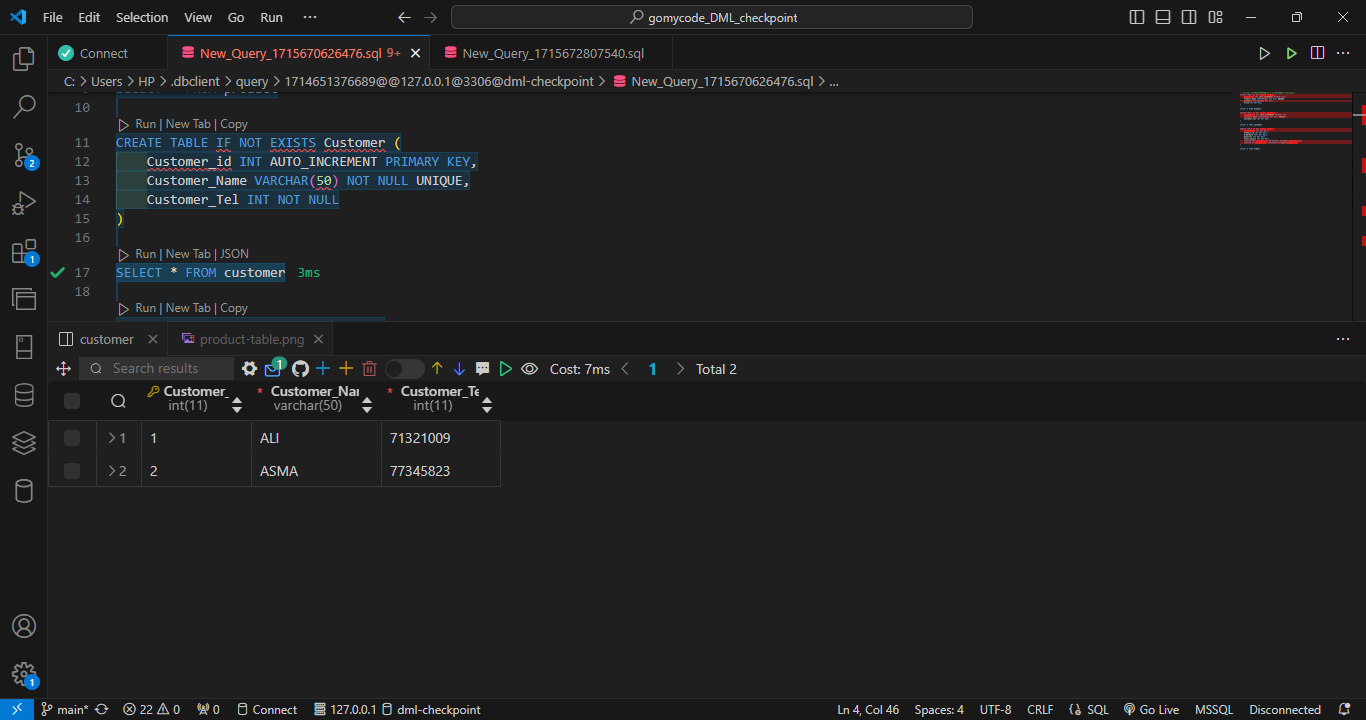 File Edit Selection View Go Run ··· gomycode_DML_checkpoint
Connect New_Query_1715670626476.sql 9+ New_Query_1715672807540.sql
C: > Users > HP > .dbclient > query > 1714651376689@@127.0.0.1@3306@dml-checkpoint > New_Query_1715670626476.sql > ...
10
Run | New Tab | Copy
11 CREATE TABLE IF NOT EXISTS Customer (
12 Customer_id INT AUTO_INCREMENT PRIMARY KEY,
13 Customer_Name VARCHAR(50) NOT NULL UNIQUE,
14 Customer_Tel INT NOT NULL
15 )
16
Run | New Tab | JSON
17 SELECT * FROM customer 3ms
18
Run | New Tab | Copy
2
1
customer product-table.png
Search results 1 Cost: 7ms 1 Total 2
Customer_ * Customer_Nar * Customer_Te
int(11) varchar(50) int(11)
1 1 ALI 71321009
2 2 ASMA 77345823
1
main* 22 0 0 Connect 127.0.0.1 dml-checkpoint Ln 4, Col 46 Spaces: 4 UTF-8 CRLF SQL Go Live MSSQL Disconnected